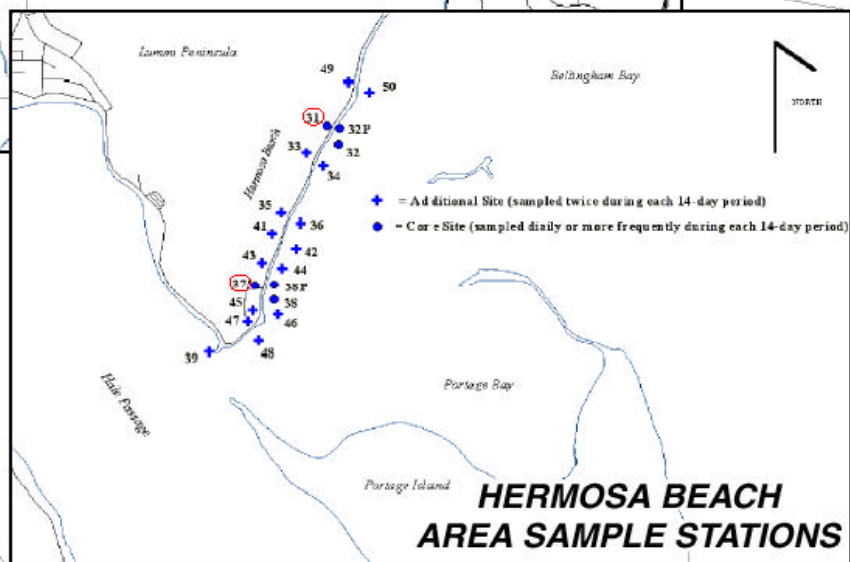 Lummi Peninsula
49
50
Bellingham Bay
NORTH
31
32P
32
33
34
Hermosa Beach
+ = Additional Site (sampled twice during each 14-day period)
● = Core Site (sampled diaily or more frequently during each 14-day period)
35
36
41
42
43
44
37
38P
38
45
46
47
48
39
Hale Passage
Portage Bay
Portage Island
HERMOSA BEACH
AREA SAMPLE STATIONS